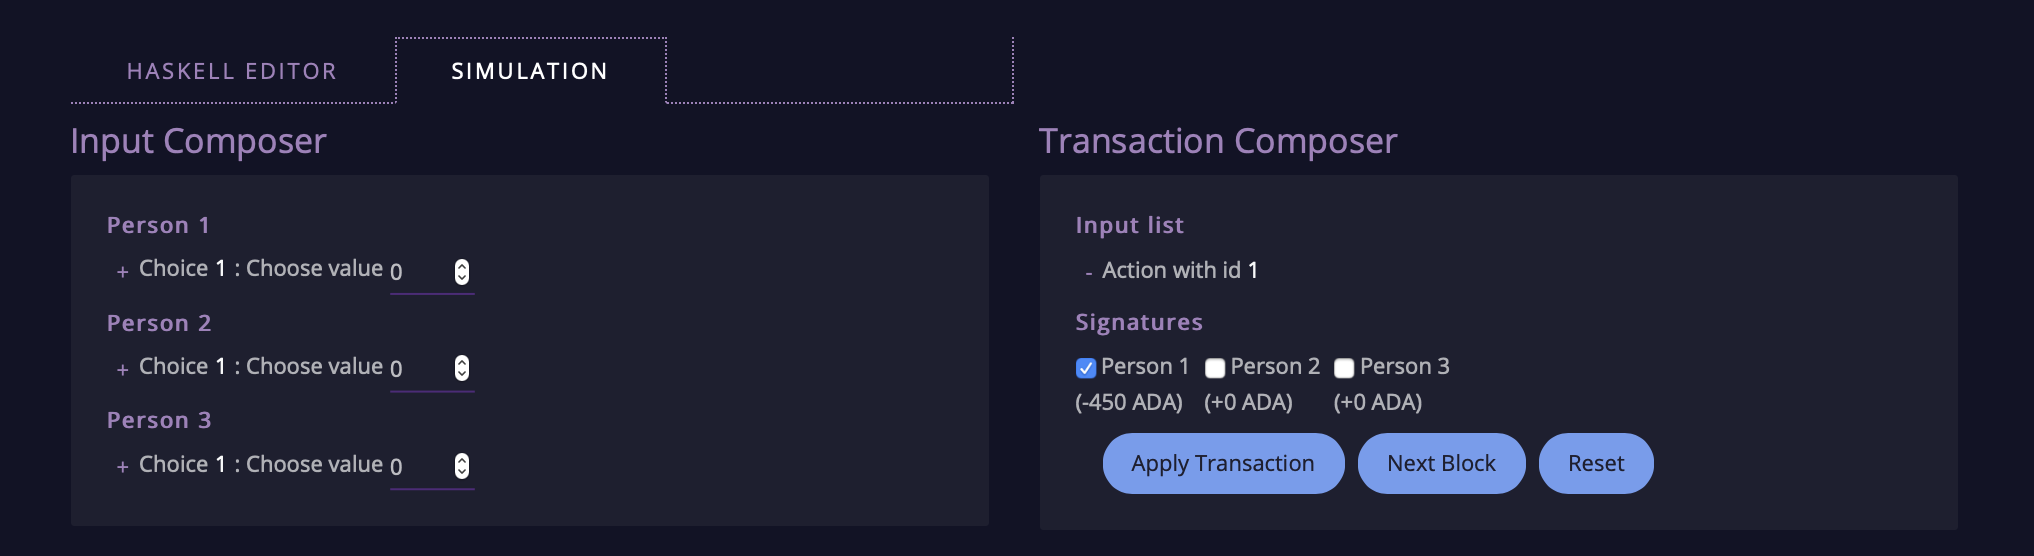 HASKELL EDITOR
SIMULATION
Input Composer
Person 1
+ Choice 1 : Choose value 0
Person 2
+ Choice 1 : Choose value 0
Person 3
+ Choice 1 : Choose value 0
Transaction Composer
Input list
- Action with id 1
Signatures
Person 1 Person 2 Person 3
(-450 ADA) (+0 ADA) (+0 ADA)
Apply Transaction Next Block Reset